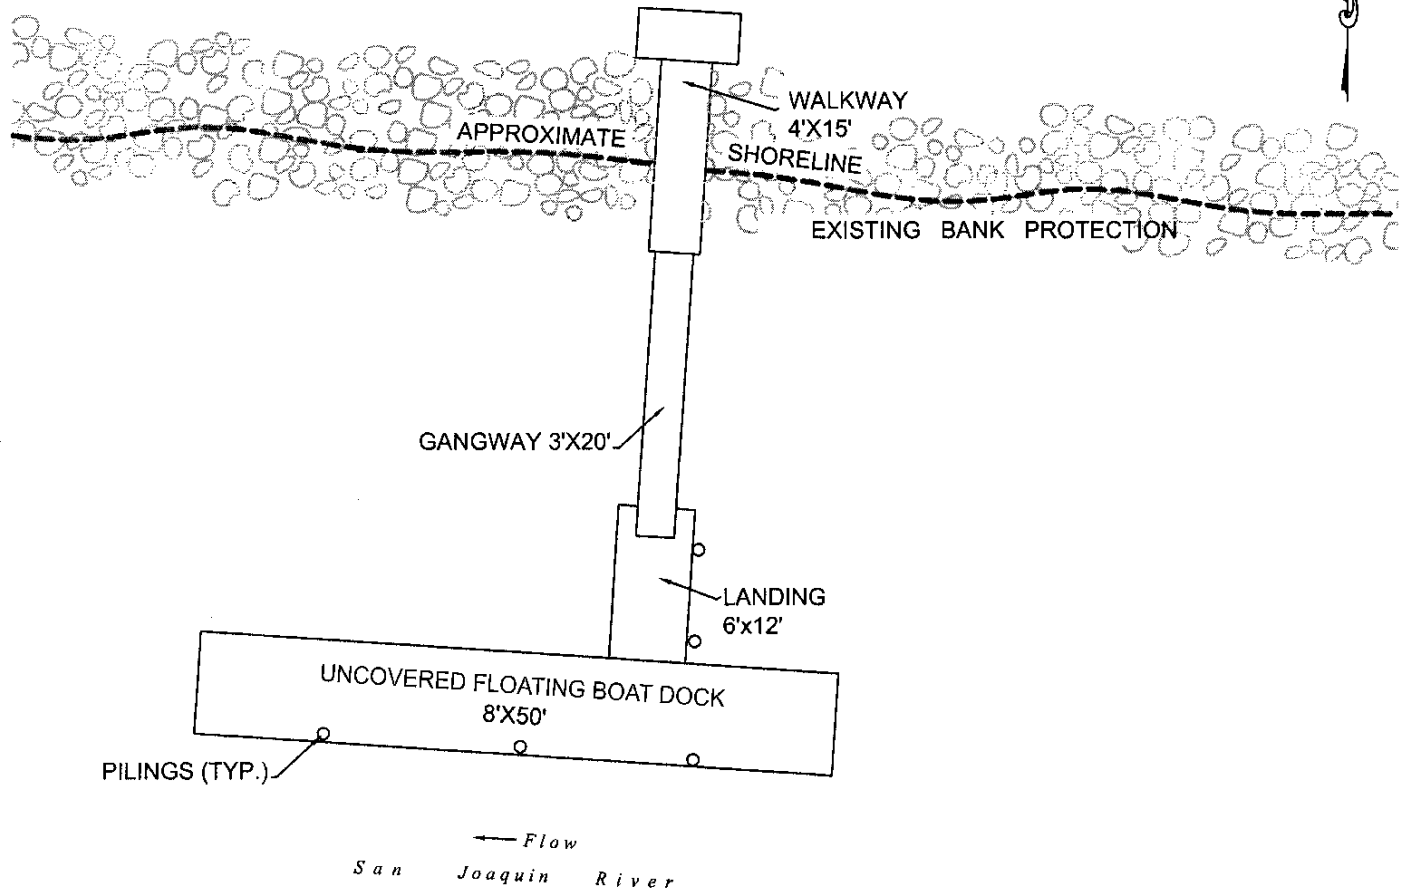 WALKWAY
4'X15'
APPROXIMATE
SHORELINE
EXISTING BANK PROTECTION
GANGWAY 3'X20'
LANDING
6'x12'
UNCOVERED FLOATING BOAT DOCK
8'X50'
PILINGS (TYP.)
Flow
San Joaquin River